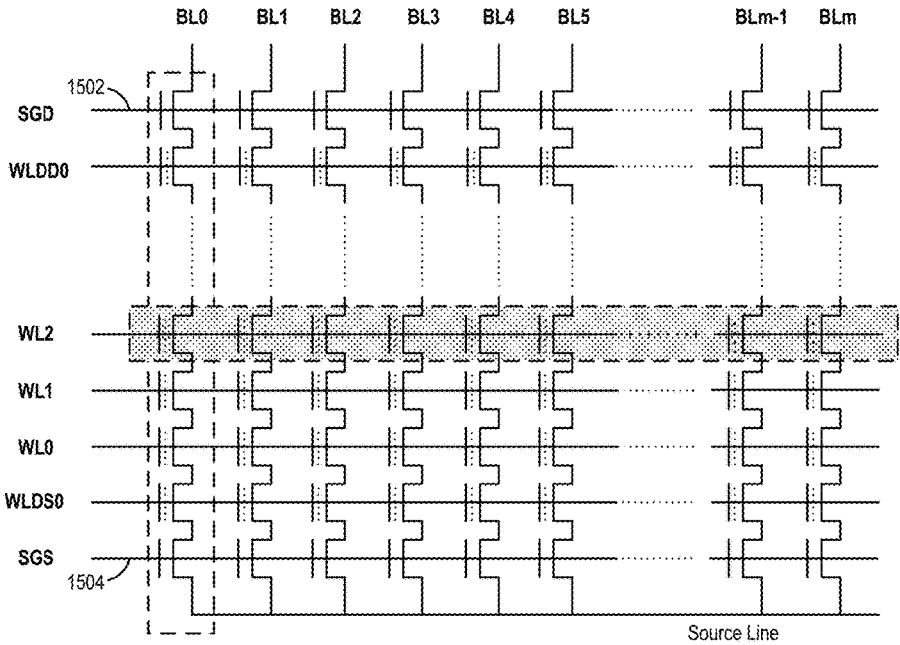 BL0 BL1 BL2 BL3 BL4 BL5 BLm-1 BLm
1502
SGD
WLDD0
WL2
WL1
WL0
WLDS0
SGS
1504
Source Line